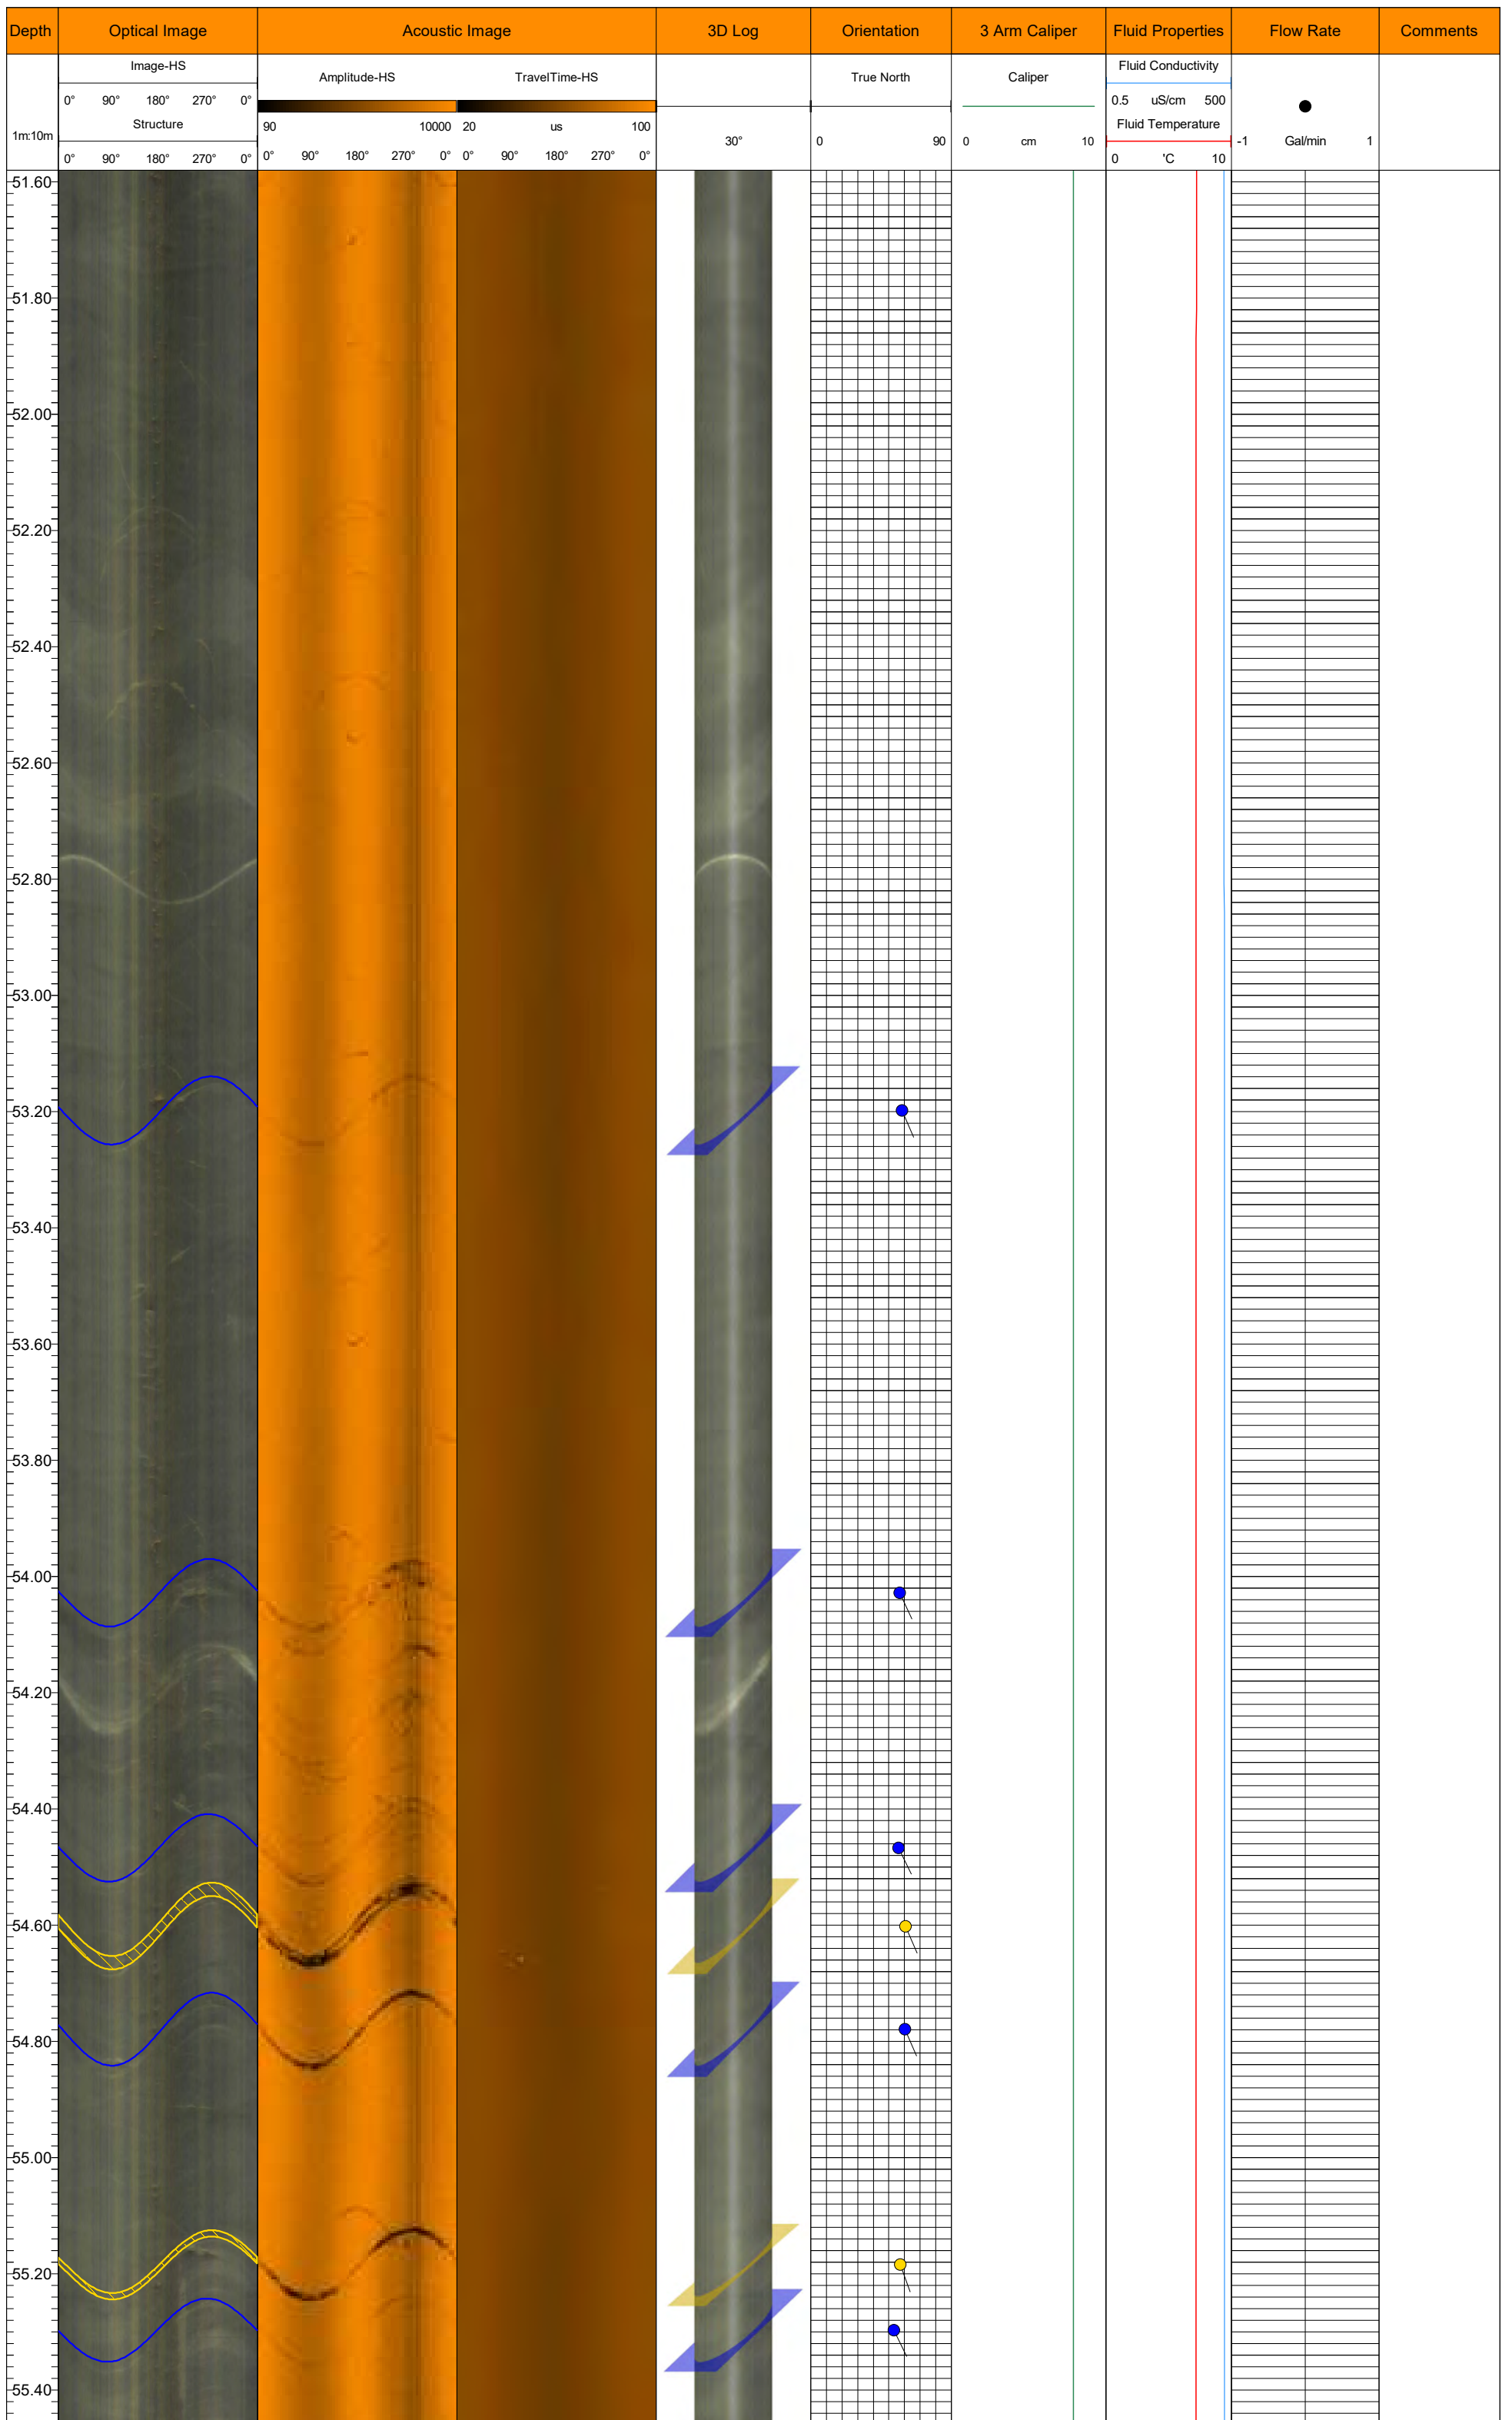 Depth Optical Image Acoustic Image 3D Log Orientation 3 Arm Caliper Fluid Properties Flow Rate Comments
1m:10m
Image-HS
0° 90° 180° 270° 0°
Structure
0° 90° 180° 270° 0°
Amplitude-HS
90 10000
0° 90° 180° 270° 0°
TravelTime-HS
20 us 100
0° 90° 180° 270° 0°
30°
True North
0 90
Caliper
0 cm 10
Fluid Conductivity
0.5 uS/cm 500
Fluid Temperature
0 'C 10
-1 Gal/min 1
51.60
51.80
52.00
52.20
52.40
52.60
52.80
53.00
53.20
53.40
53.60
53.80
54.00
54.20
54.40
54.60
54.80
55.00
55.20
55.40